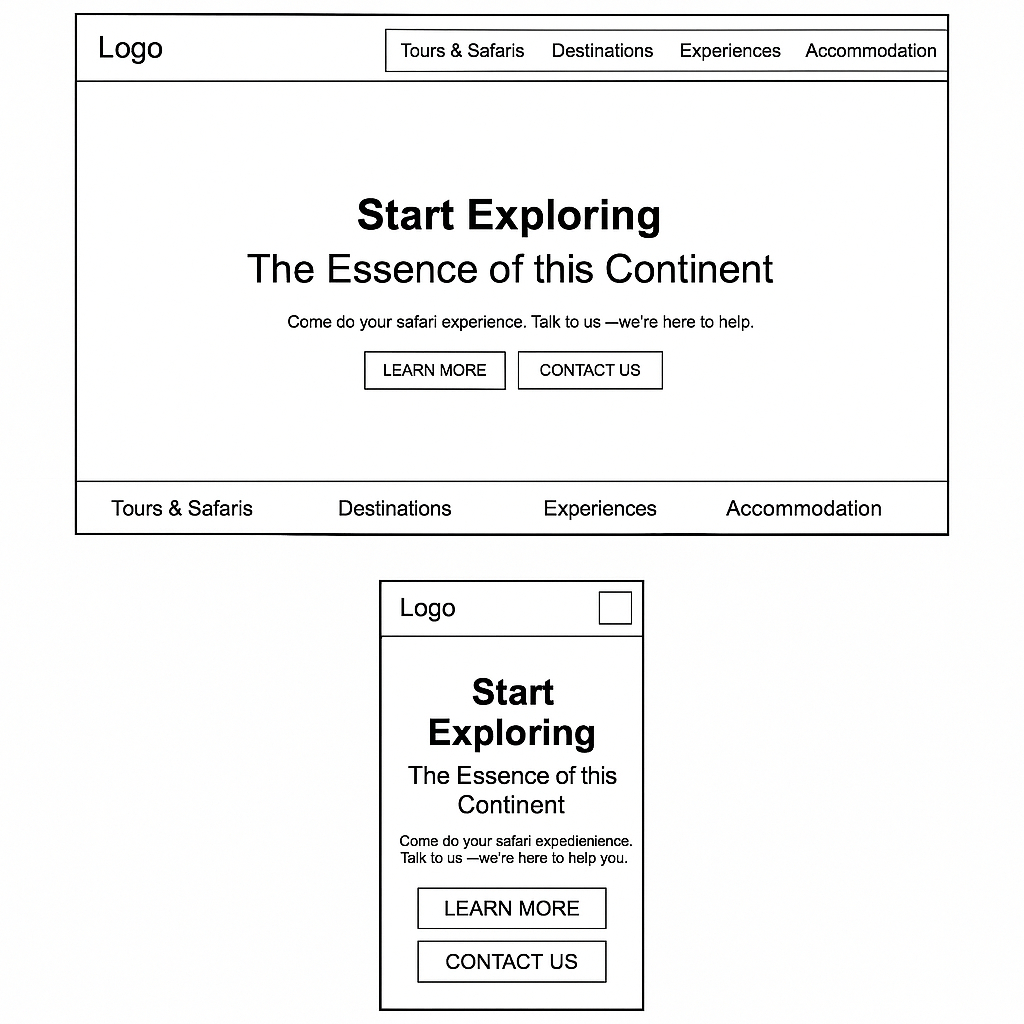 Logo
Tours & Safaris Destinations Experiences Accommodation
Start Exploring
The Essence of this Continent
Come do your safari experience. Talk to us —we're here to help.
LEARN MORE CONTACT US
Tours & Safaris Destinations Experiences Accommodation
Logo
Start
Exploring
The Essence of this
Continent
Come do your safari expedienience.
Talk to us —we're here to help you.
LEARN MORE
CONTACT US